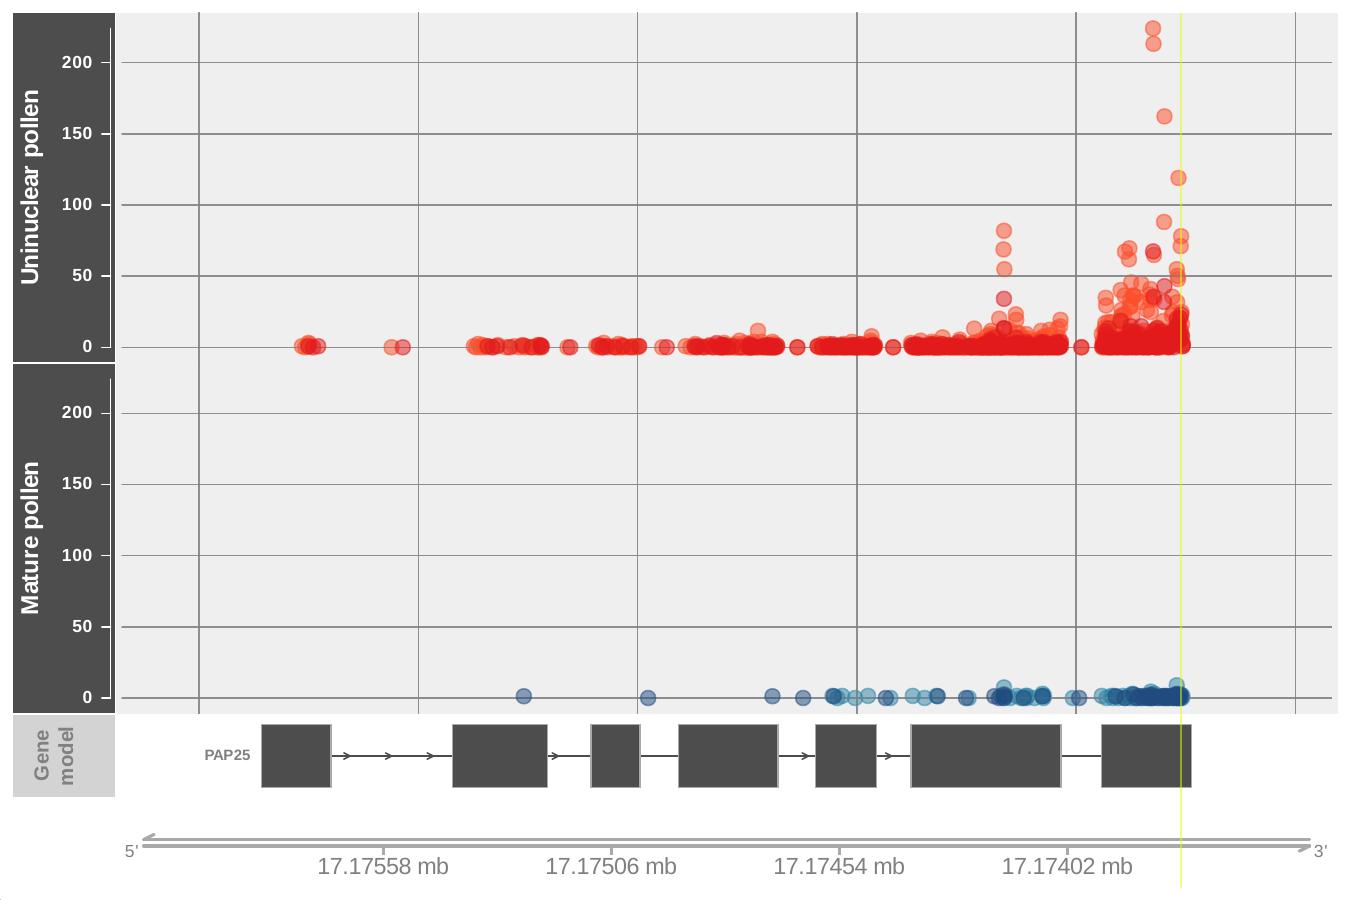 Uninuclear pollen
200
150
100
50
0
Mature pollen
200
150
100
50
0
Gene
model
PAP25
5'
3'
17.17558 mb
17.17506 mb
17.17454 mb
17.17402 mb